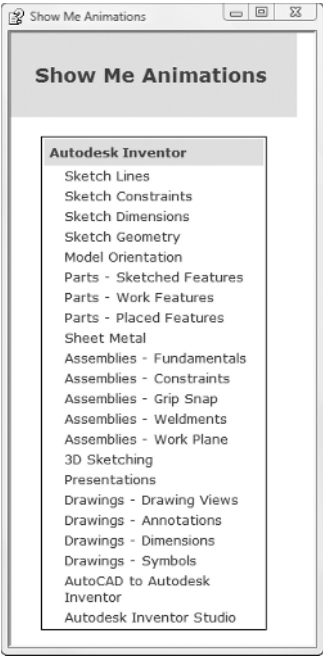 Show Me Animations
Show Me Animations
Autodesk Inventor
Sketch Lines
Sketch Constraints
Sketch Dimensions
Sketch Geometry
Model Orientation
Parts - Sketched Features
Parts - Work Features
Parts - Placed Features
Sheet Metal
Assemblies - Fundamentals
Assemblies - Constraints
Assemblies - Grip Snap
Assemblies - Weldments
Assemblies - Work Plane
3D Sketching
Presentations
Drawings - Drawing Views
Drawings - Annotations
Drawings - Dimensions
Drawings - Symbols
AutoCAD to Autodesk
Inventor
Autodesk Inventor Studio